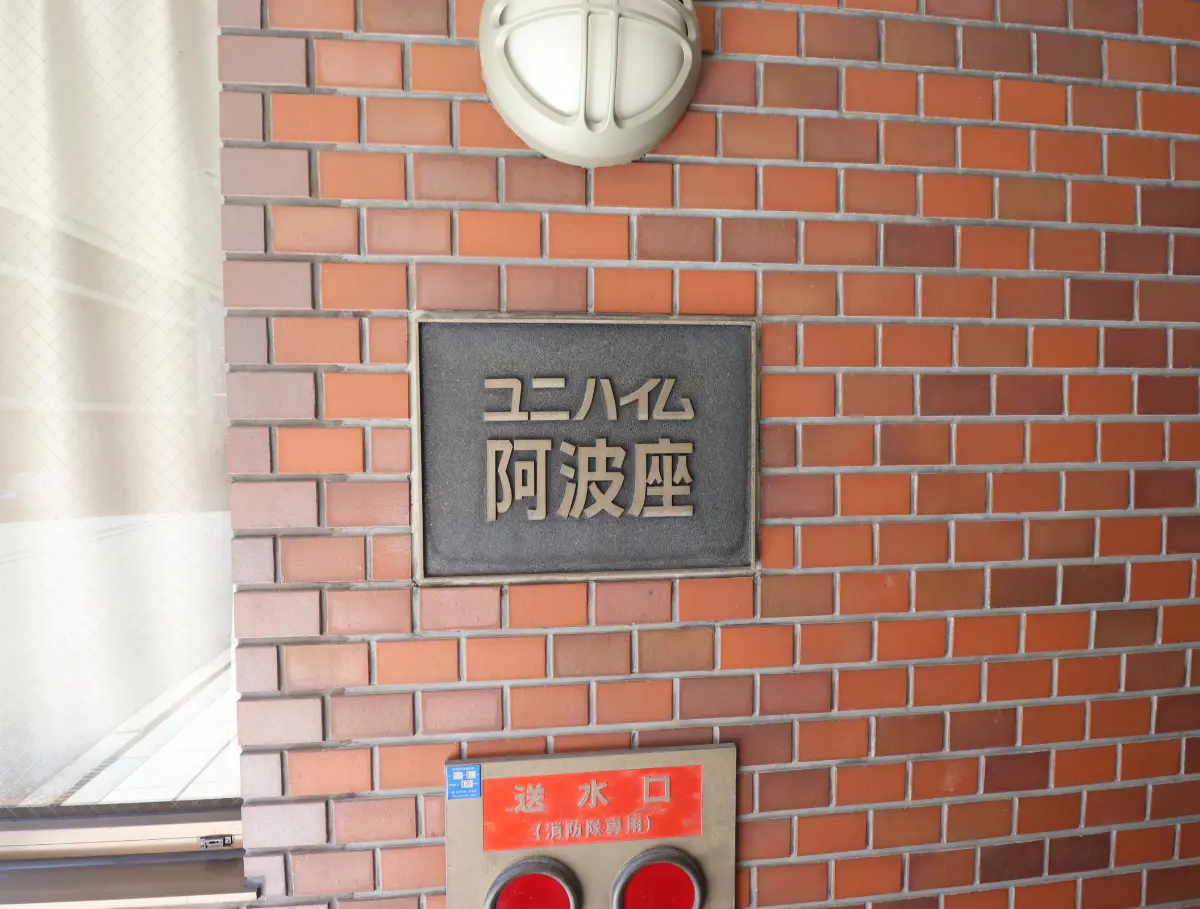 ユニハイム
阿波座
送水口
（消防隊専用）